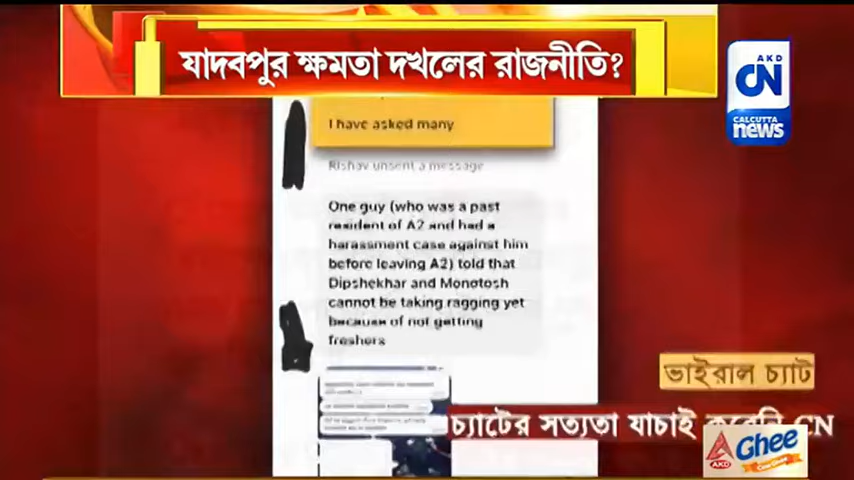 যাদবপুর ক্ষমতা দখলের রাজনীতি?
AKD
CN
CALCUTTA
news
I have asked many
Rishav unsent a message
One guy (who was a past
resident of A2 and had a
harassment case against him
before leaving A2) told that
Dipshekhar and Monotosh
cannot be taking ragging yet
because of not getting
freshers
ভাইরাল চ্যাট
চ্যাটের সত্যতা যাচাই করেনি CN
AKD
Ghee